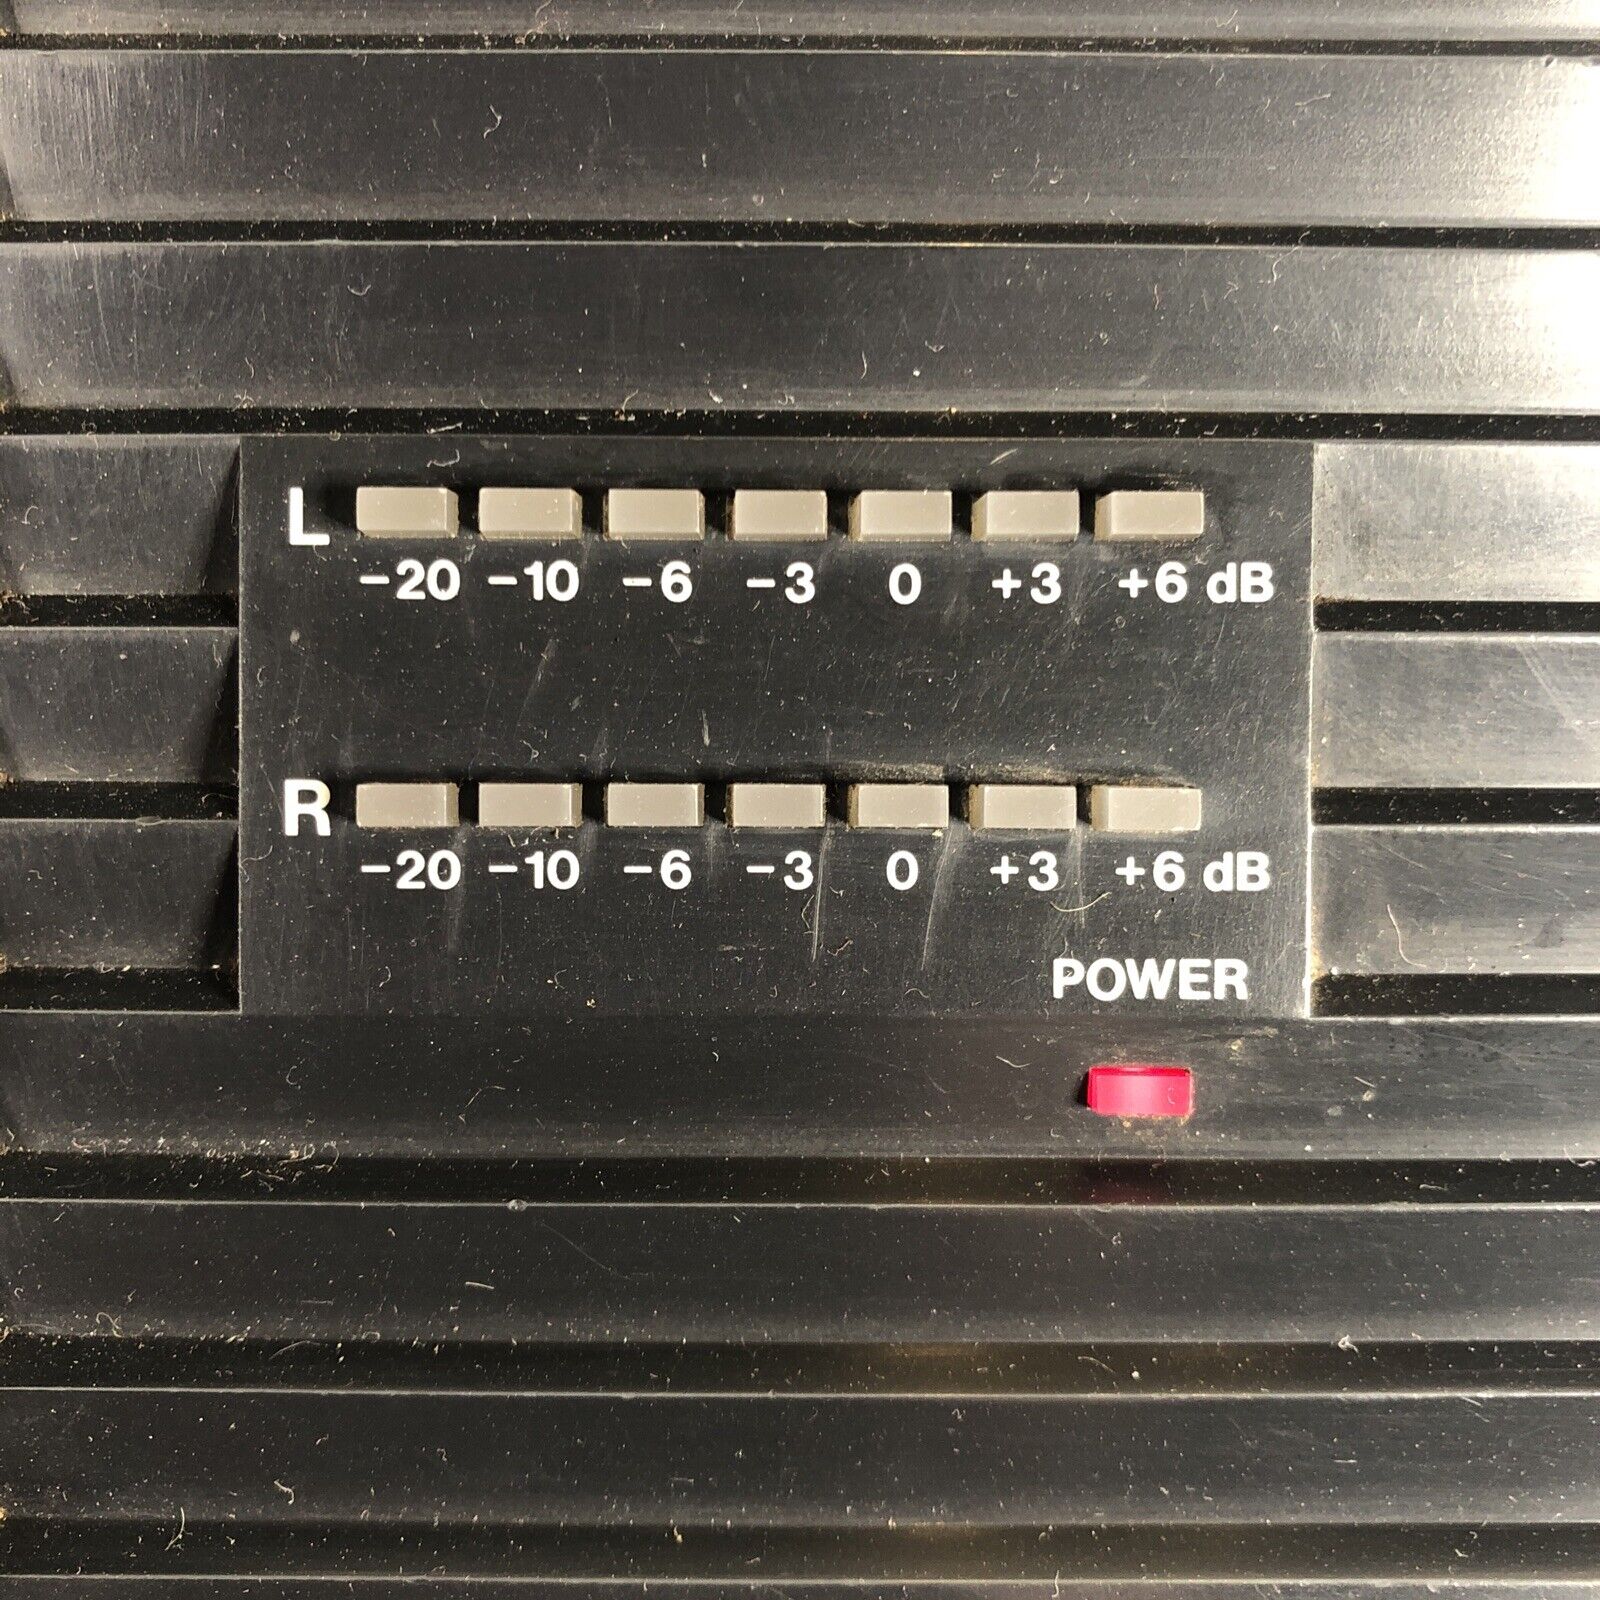 L
−20 −10 −6 −3 0 +3 +6 dB
R
−20 −10 −6 −3 0 +3 +6 dB
POWER